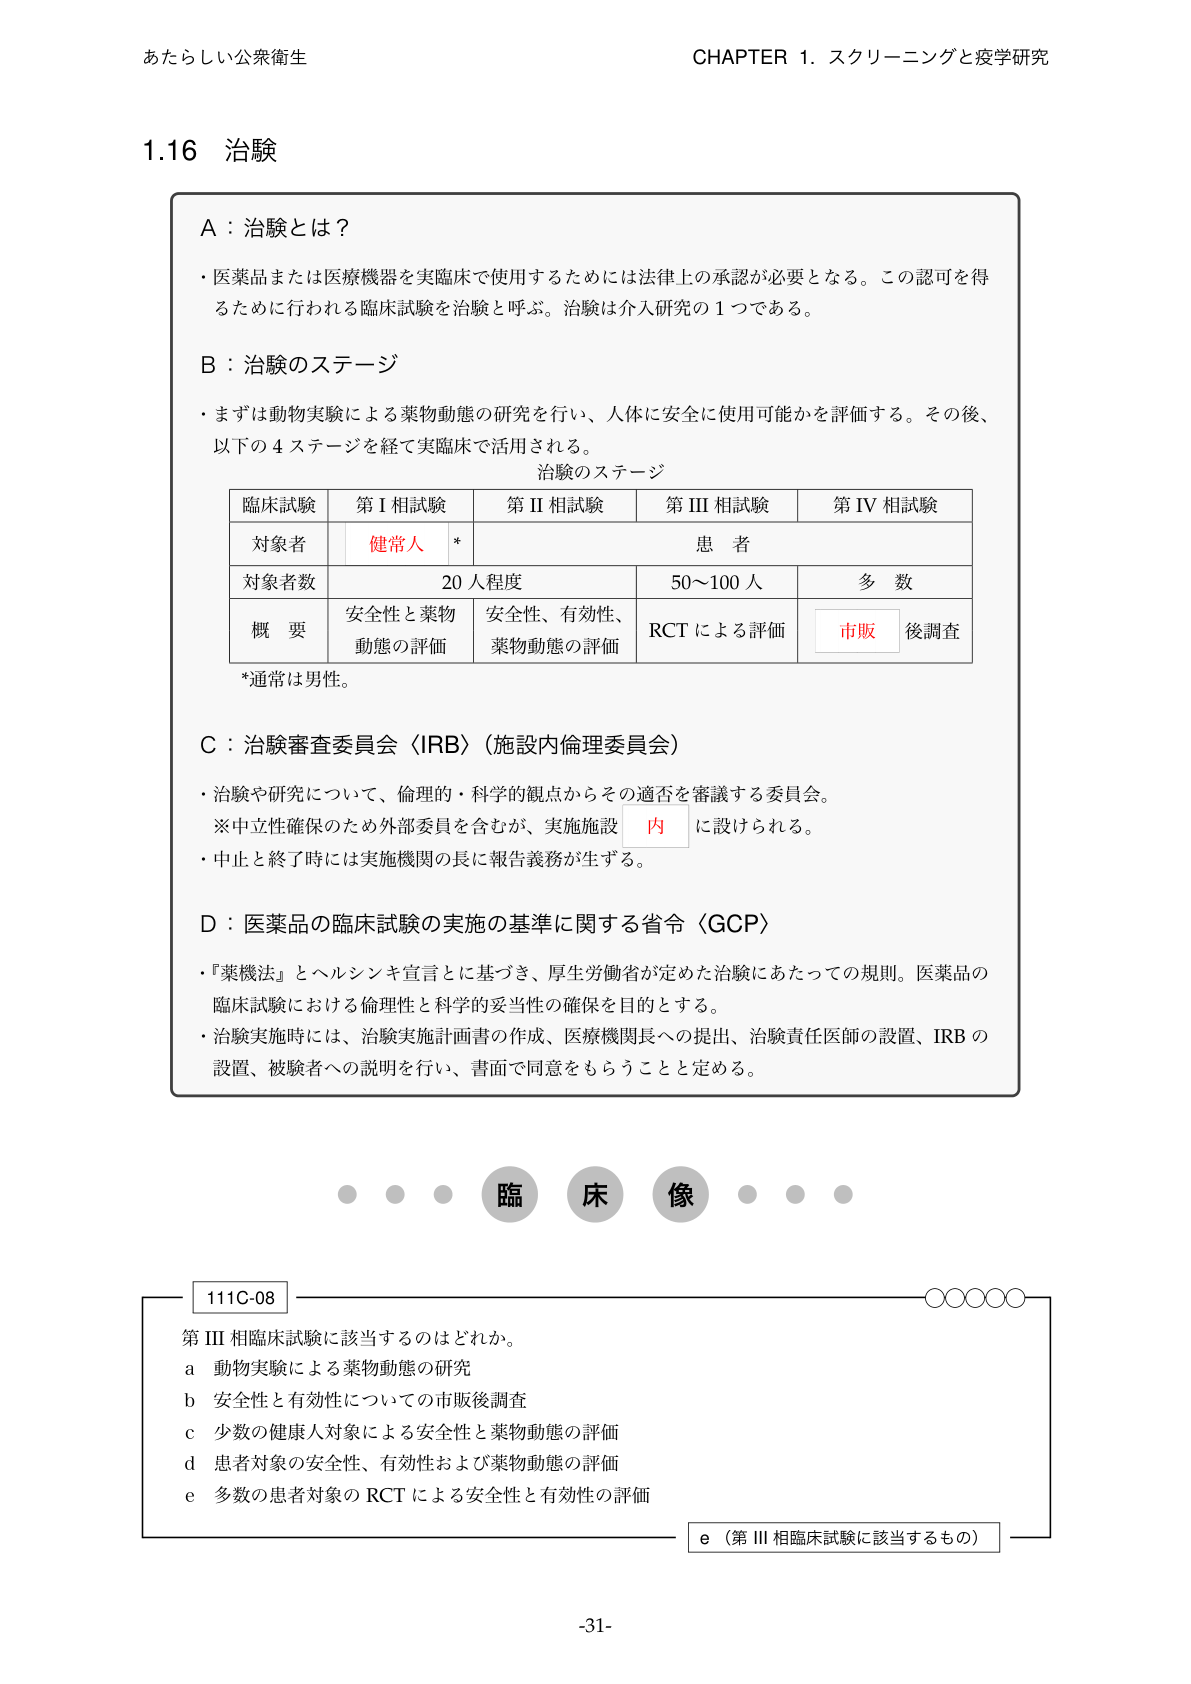 あたらしい公衆衛生
CHAPTER 1. スクリーニングと疫学研究
1.16 治験
A：治験とは？
・医薬品または医療機器を実臨床で使用するためには法律上の承認が必要となる。この認可を得
るために行われる臨床試験を治験と呼ぶ。治験は介入研究の 1 つである。
B：治験のステージ
・まずは動物実験による薬物動態の研究を行い、人体に安全に使用可能かを評価する。その後、
以下の 4 ステージを経て実臨床で活用される。
治験のステージ
臨床試験 第 I 相試験 第 II 相試験 第 III 相試験 第 IV 相試験
対象者 健常人 * 患 者
対象者数 20 人程度 50〜100 人 多 数
概 要 安全性と薬物 動態の評価 安全性、有効性、 薬物動態の評価 RCT による評価 市販 後調査
*通常は男性。
C：治験審査委員会〈IRB〉（施設内倫理委員会）
・治験や研究について、倫理的・科学的観点からその適否を審議する委員会。
※中立性確保のため外部委員を含むが、実施施設 内 に設けられる。
・中止と終了時には実施機関の長に報告義務が生ずる。
D：医薬品の臨床試験の実施の基準に関する省令〈GCP〉
・『薬機法』とヘルシンキ宣言とに基づき、厚生労働省が定めた治験にあたっての規則。医薬品の
臨床試験における倫理性と科学的妥当性の確保を目的とする。
・治験実施時には、治験実施計画書の作成、医療機関長への提出、治験責任医師の設置、IRB の
設置、被験者への説明を行い、書面で同意をもらうことと定める。
臨 床 像
111C-08
第 III 相臨床試験に該当するのはどれか。
a 動物実験による薬物動態の研究
b 安全性と有効性についての市販後調査
c 少数の健康人対象による安全性と薬物動態の評価
d 患者対象の安全性、有効性および薬物動態の評価
e 多数の患者対象の RCT による安全性と有効性の評価
e （第 III 相臨床試験に該当するもの）
-31-